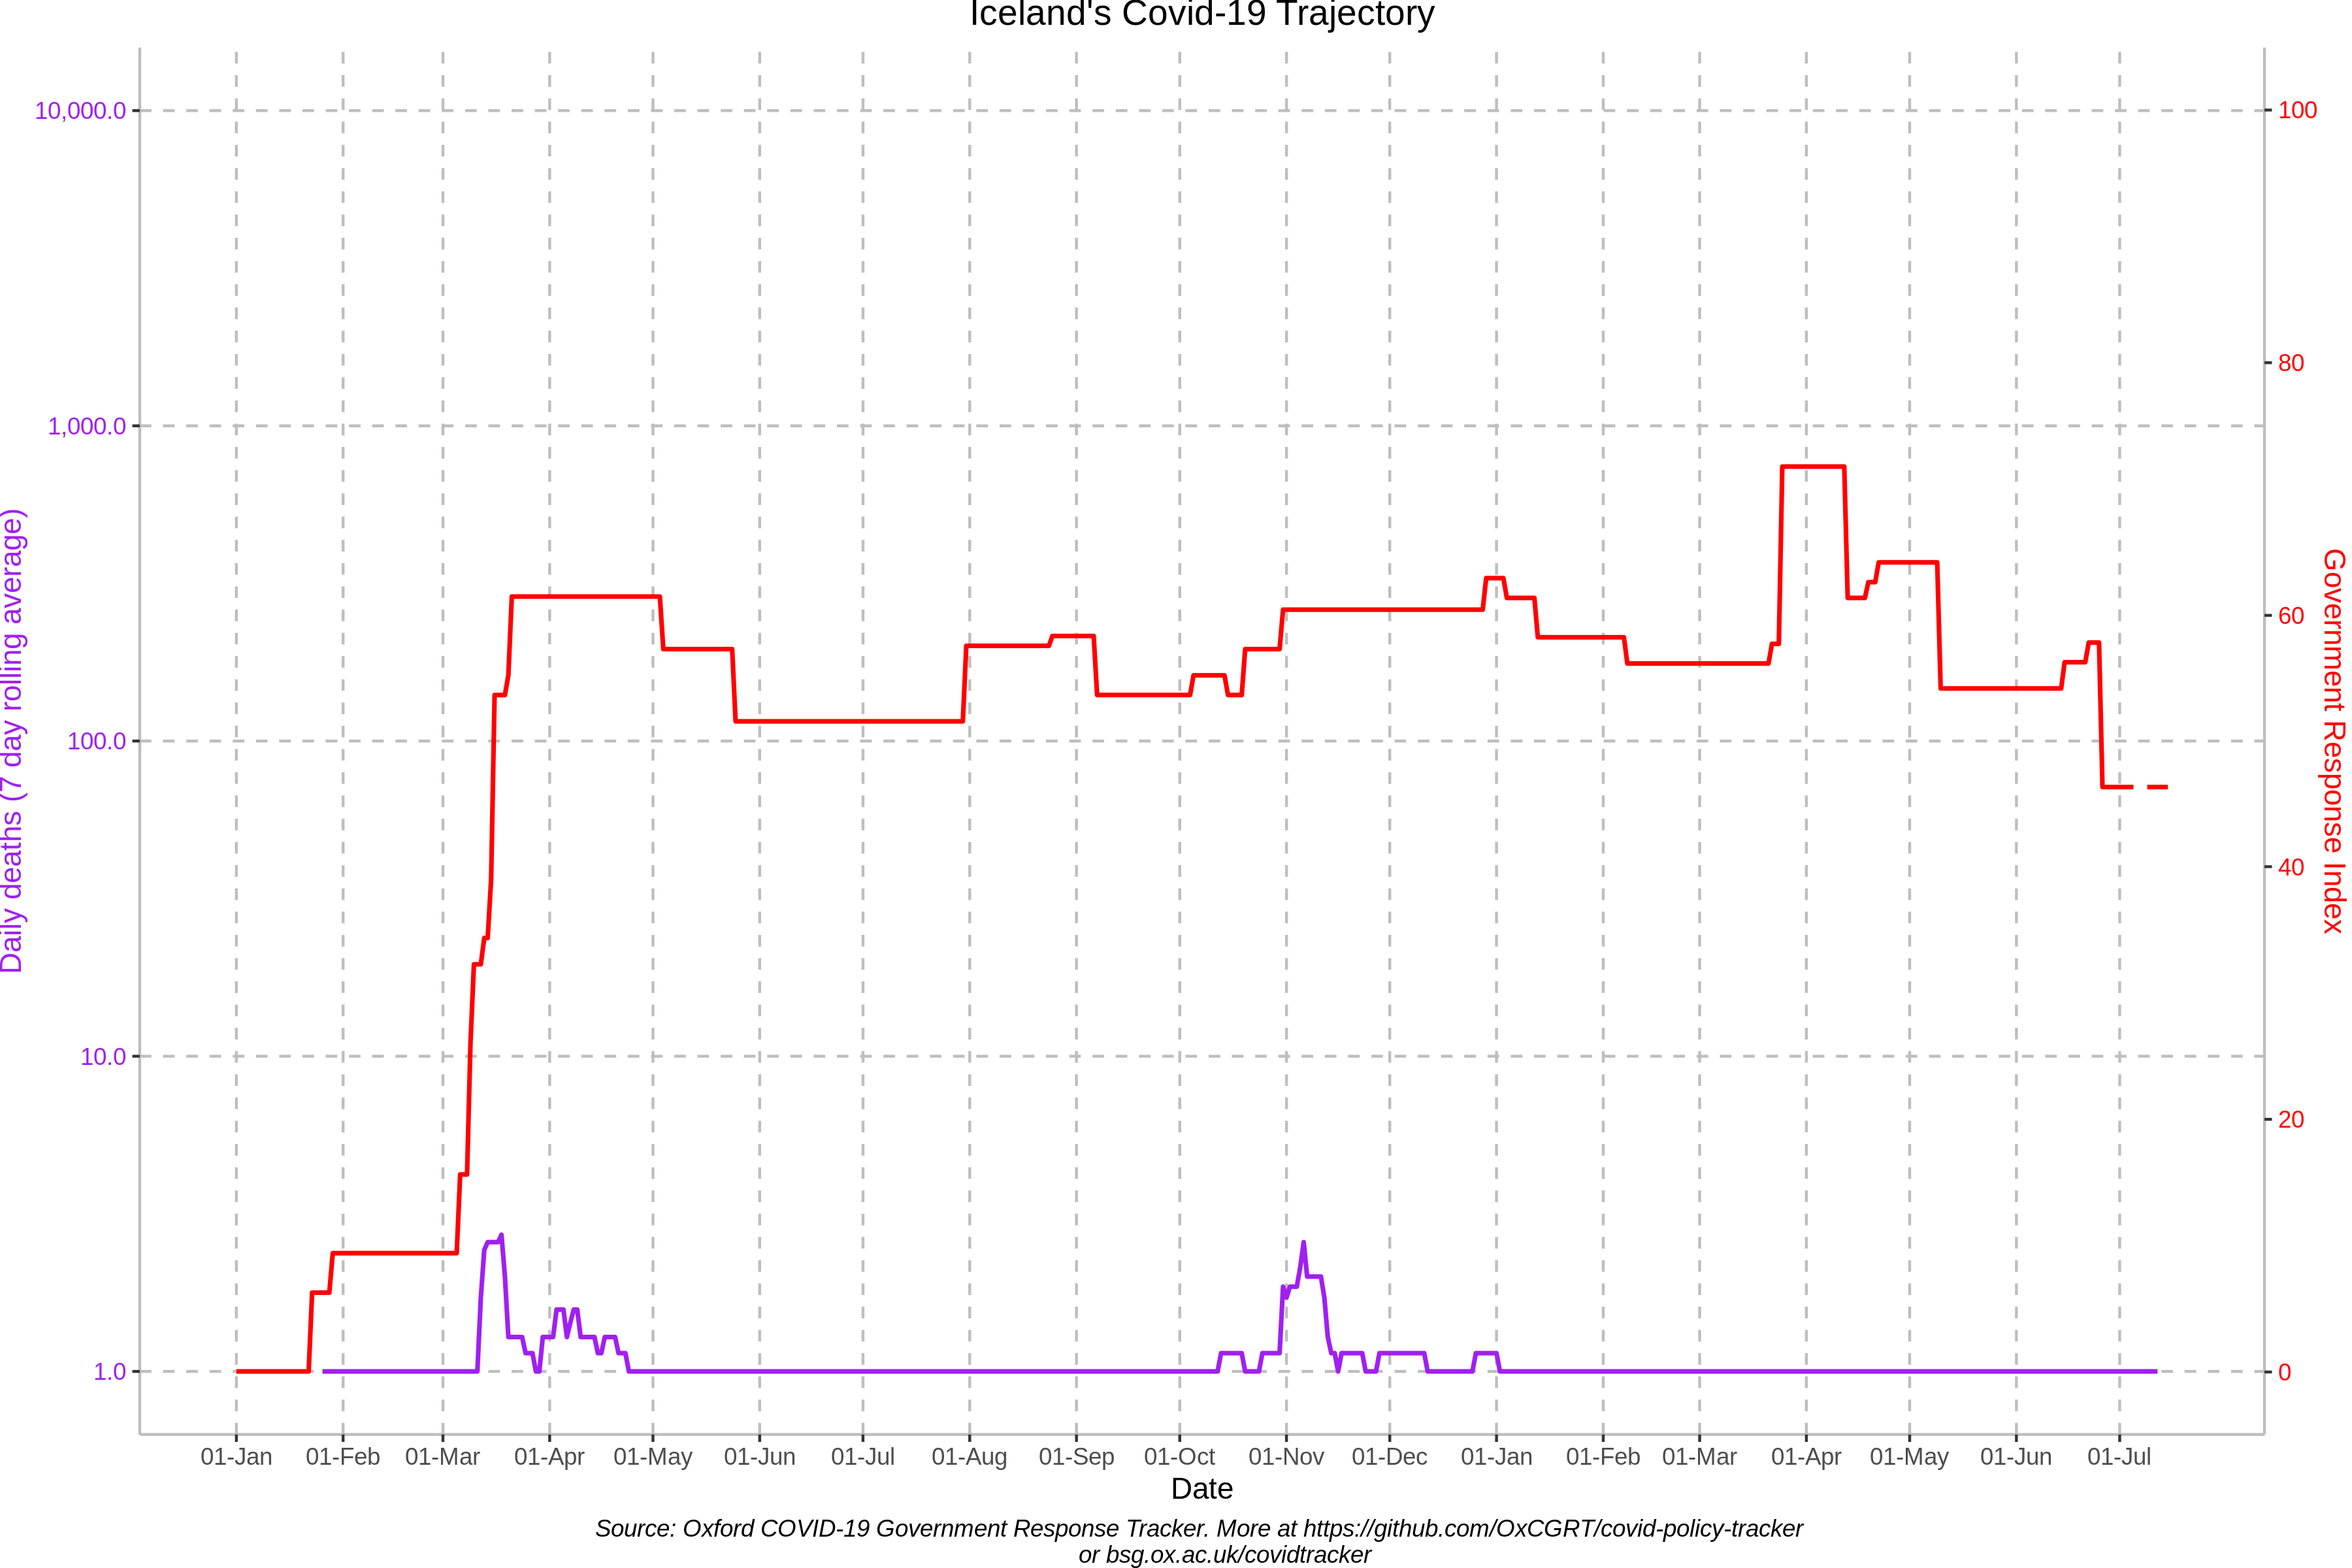 Iceland's Covid-19 Trajectory
Daily deaths (7 day rolling average)
10,000.0
1,000.0
100.0
10.0
1.0
100
80
60
40
20
0
Government Response Index
01-Jan 01-Feb 01-Mar 01-Apr 01-May 01-Jun 01-Jul 01-Aug 01-Sep 01-Oct 01-Nov 01-Dec 01-Jan 01-Feb 01-Mar 01-Apr 01-May 01-Jun 01-Jul
Date
Source: Oxford COVID-19 Government Response Tracker. More at https://github.com/OxCGRT/covid-policy-tracker
or bsg.ox.ac.uk/covidtracker